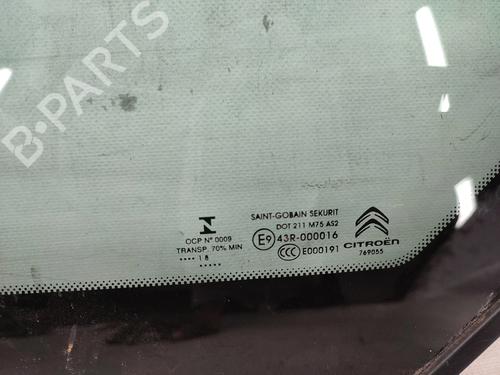 B-PARTS
OCP Nº 0009
TRANSP. 70% MIN
.... 18 ....
SAINT-GOBAIN SEKURIT
DOT 211 M75 AS2
E9 43R-000016
CCC E000191
CITROËN
769055